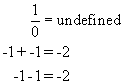 1/0 = undefined
-1 + -1 = -2
-1 - 1 = -2